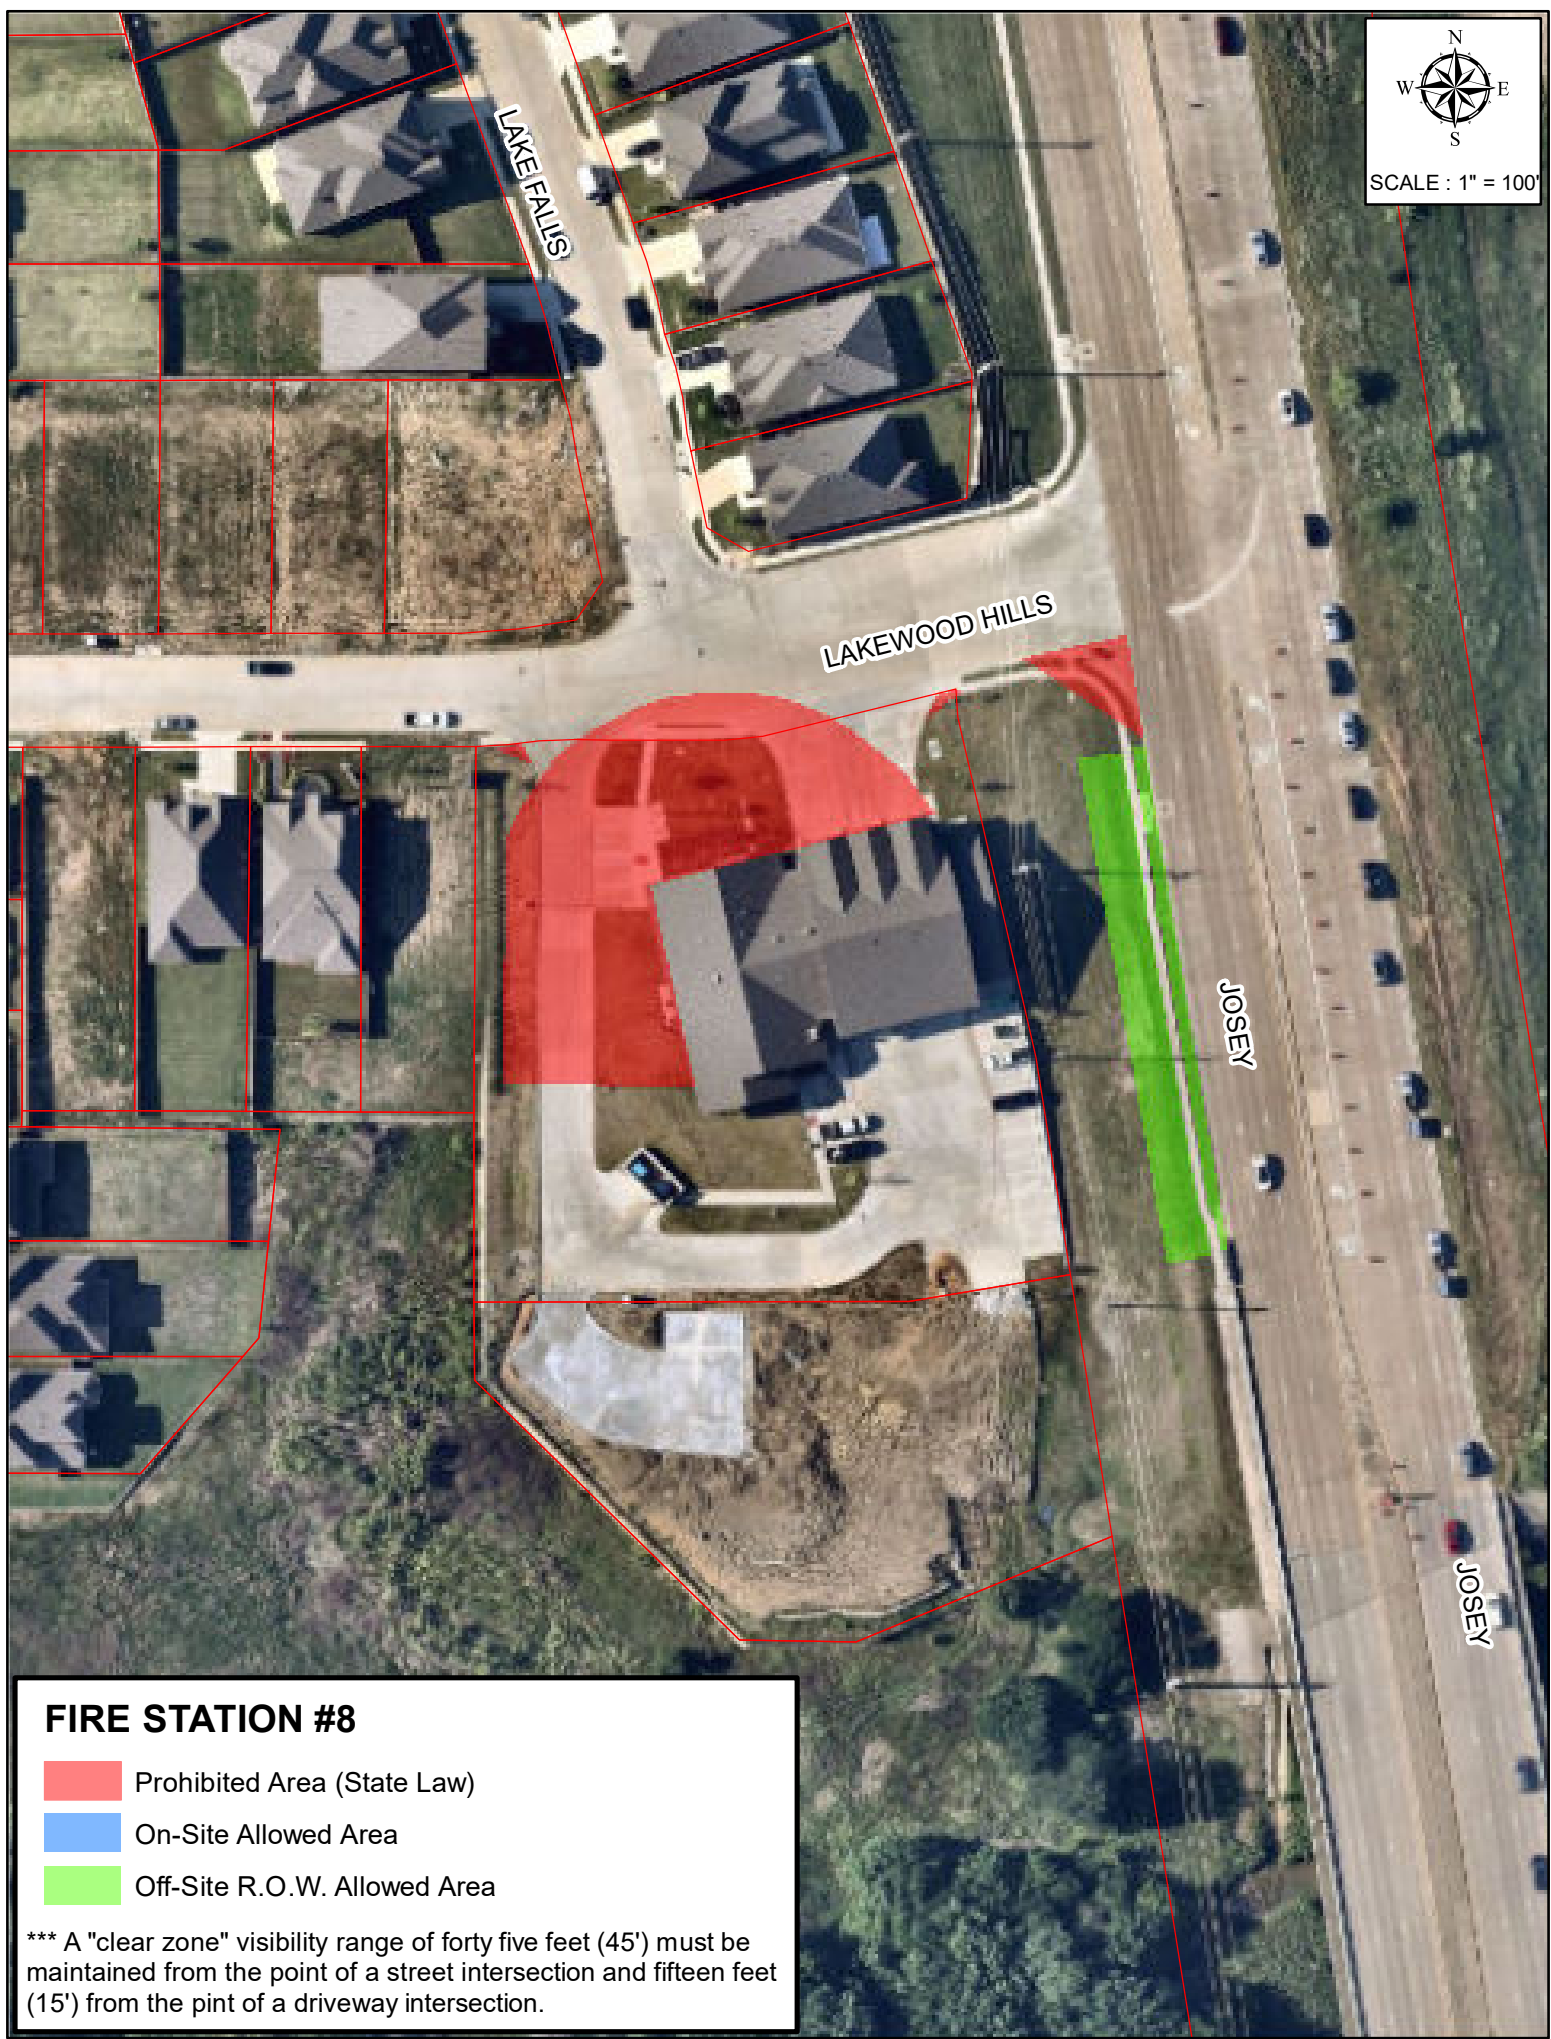 N
W E
S
SCALE : 1" = 100'
LAKE FALLS
LAKEWOOD HILLS
JOSEY
JOSEY
FIRE STATION #8
Prohibited Area (State Law)
On-Site Allowed Area
Off-Site R.O.W. Allowed Area
*** A "clear zone" visibility range of forty five feet (45') must be
maintained from the point of a street intersection and fifteen feet
(15') from the pint of a driveway intersection.